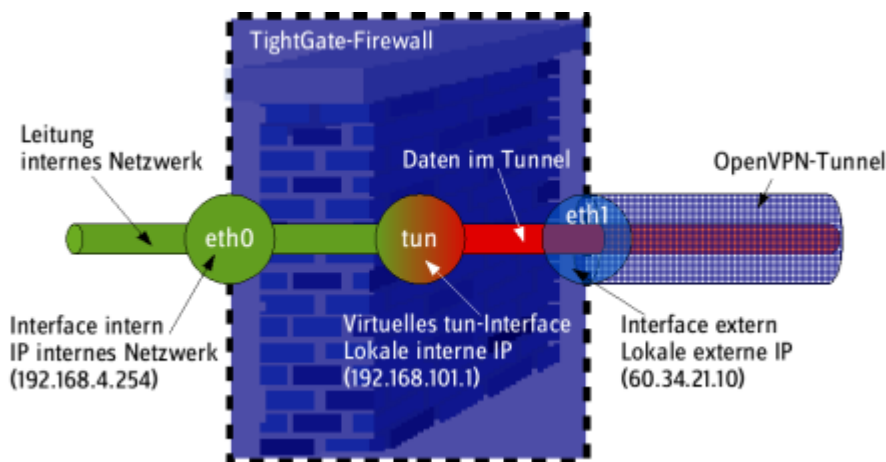 TightGate-Firewall
Leitung
internes Netzwerk
Daten im Tunnel
OpenVPN-Tunnel
eth0
tun
eth1
Interface intern
IP internes Netzwerk
(192.168.4.254)
Virtuelles tun-Interface
Lokale interne IP
(192.168.101.1)
Interface extern
Lokale externe IP
(60.34.21.10)